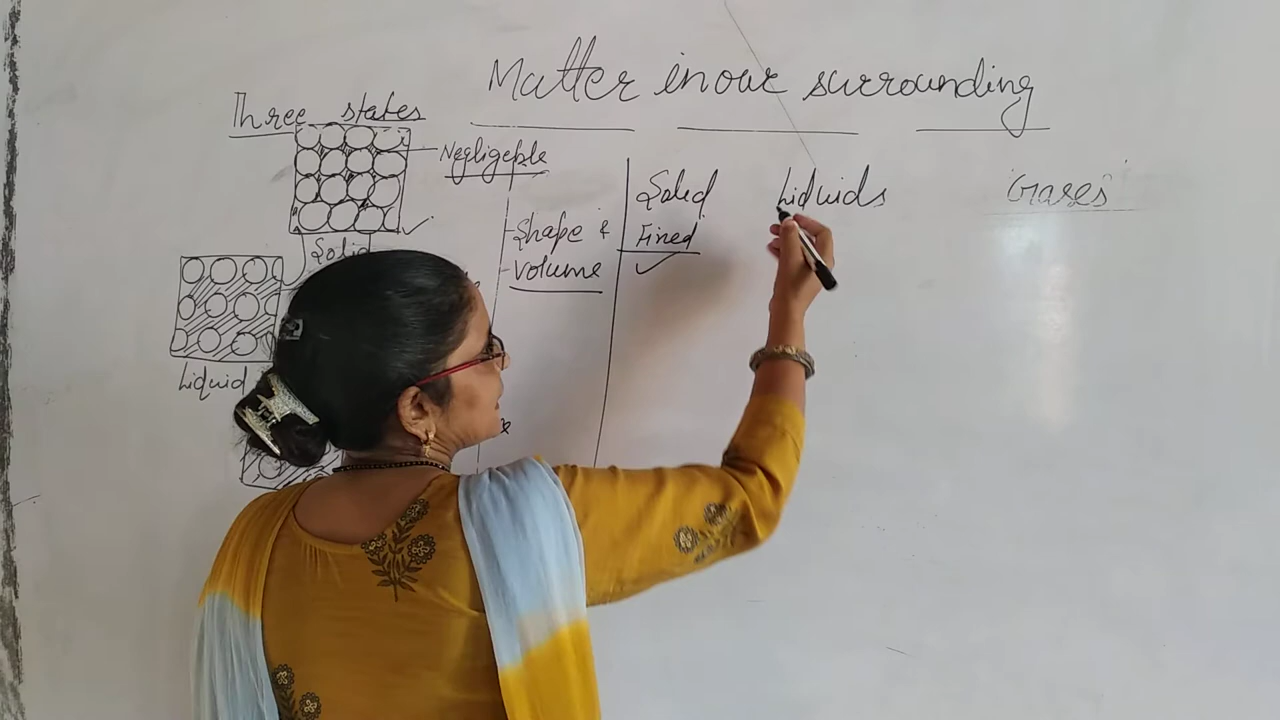 Matter in our surrounding
Three states
Negligeble
Solid
Liquid
Solid Liquids Gases
Shape & Fixed
volume